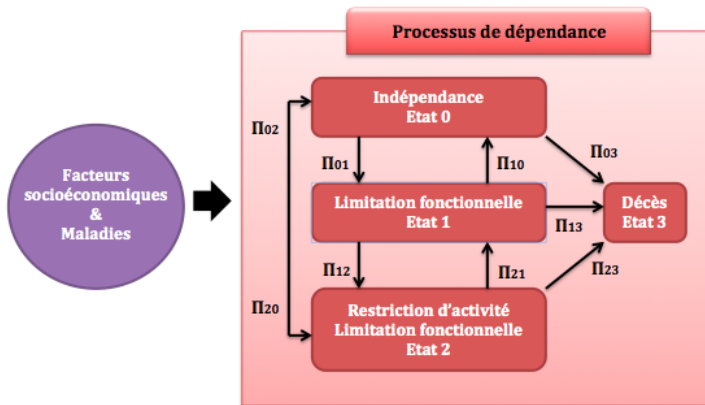 Processus de dépendance
Indépendance
Etat 0
Π02
Π01
Π10
Π03
Facteurs
socioéconomiques
&
Maladies
Limitation fonctionnelle
Etat 1
Décès
Etat 3
Π13
Π12
Π21
Π23
Π20
Restriction d'activité
Limitation fonctionnelle
Etat 2